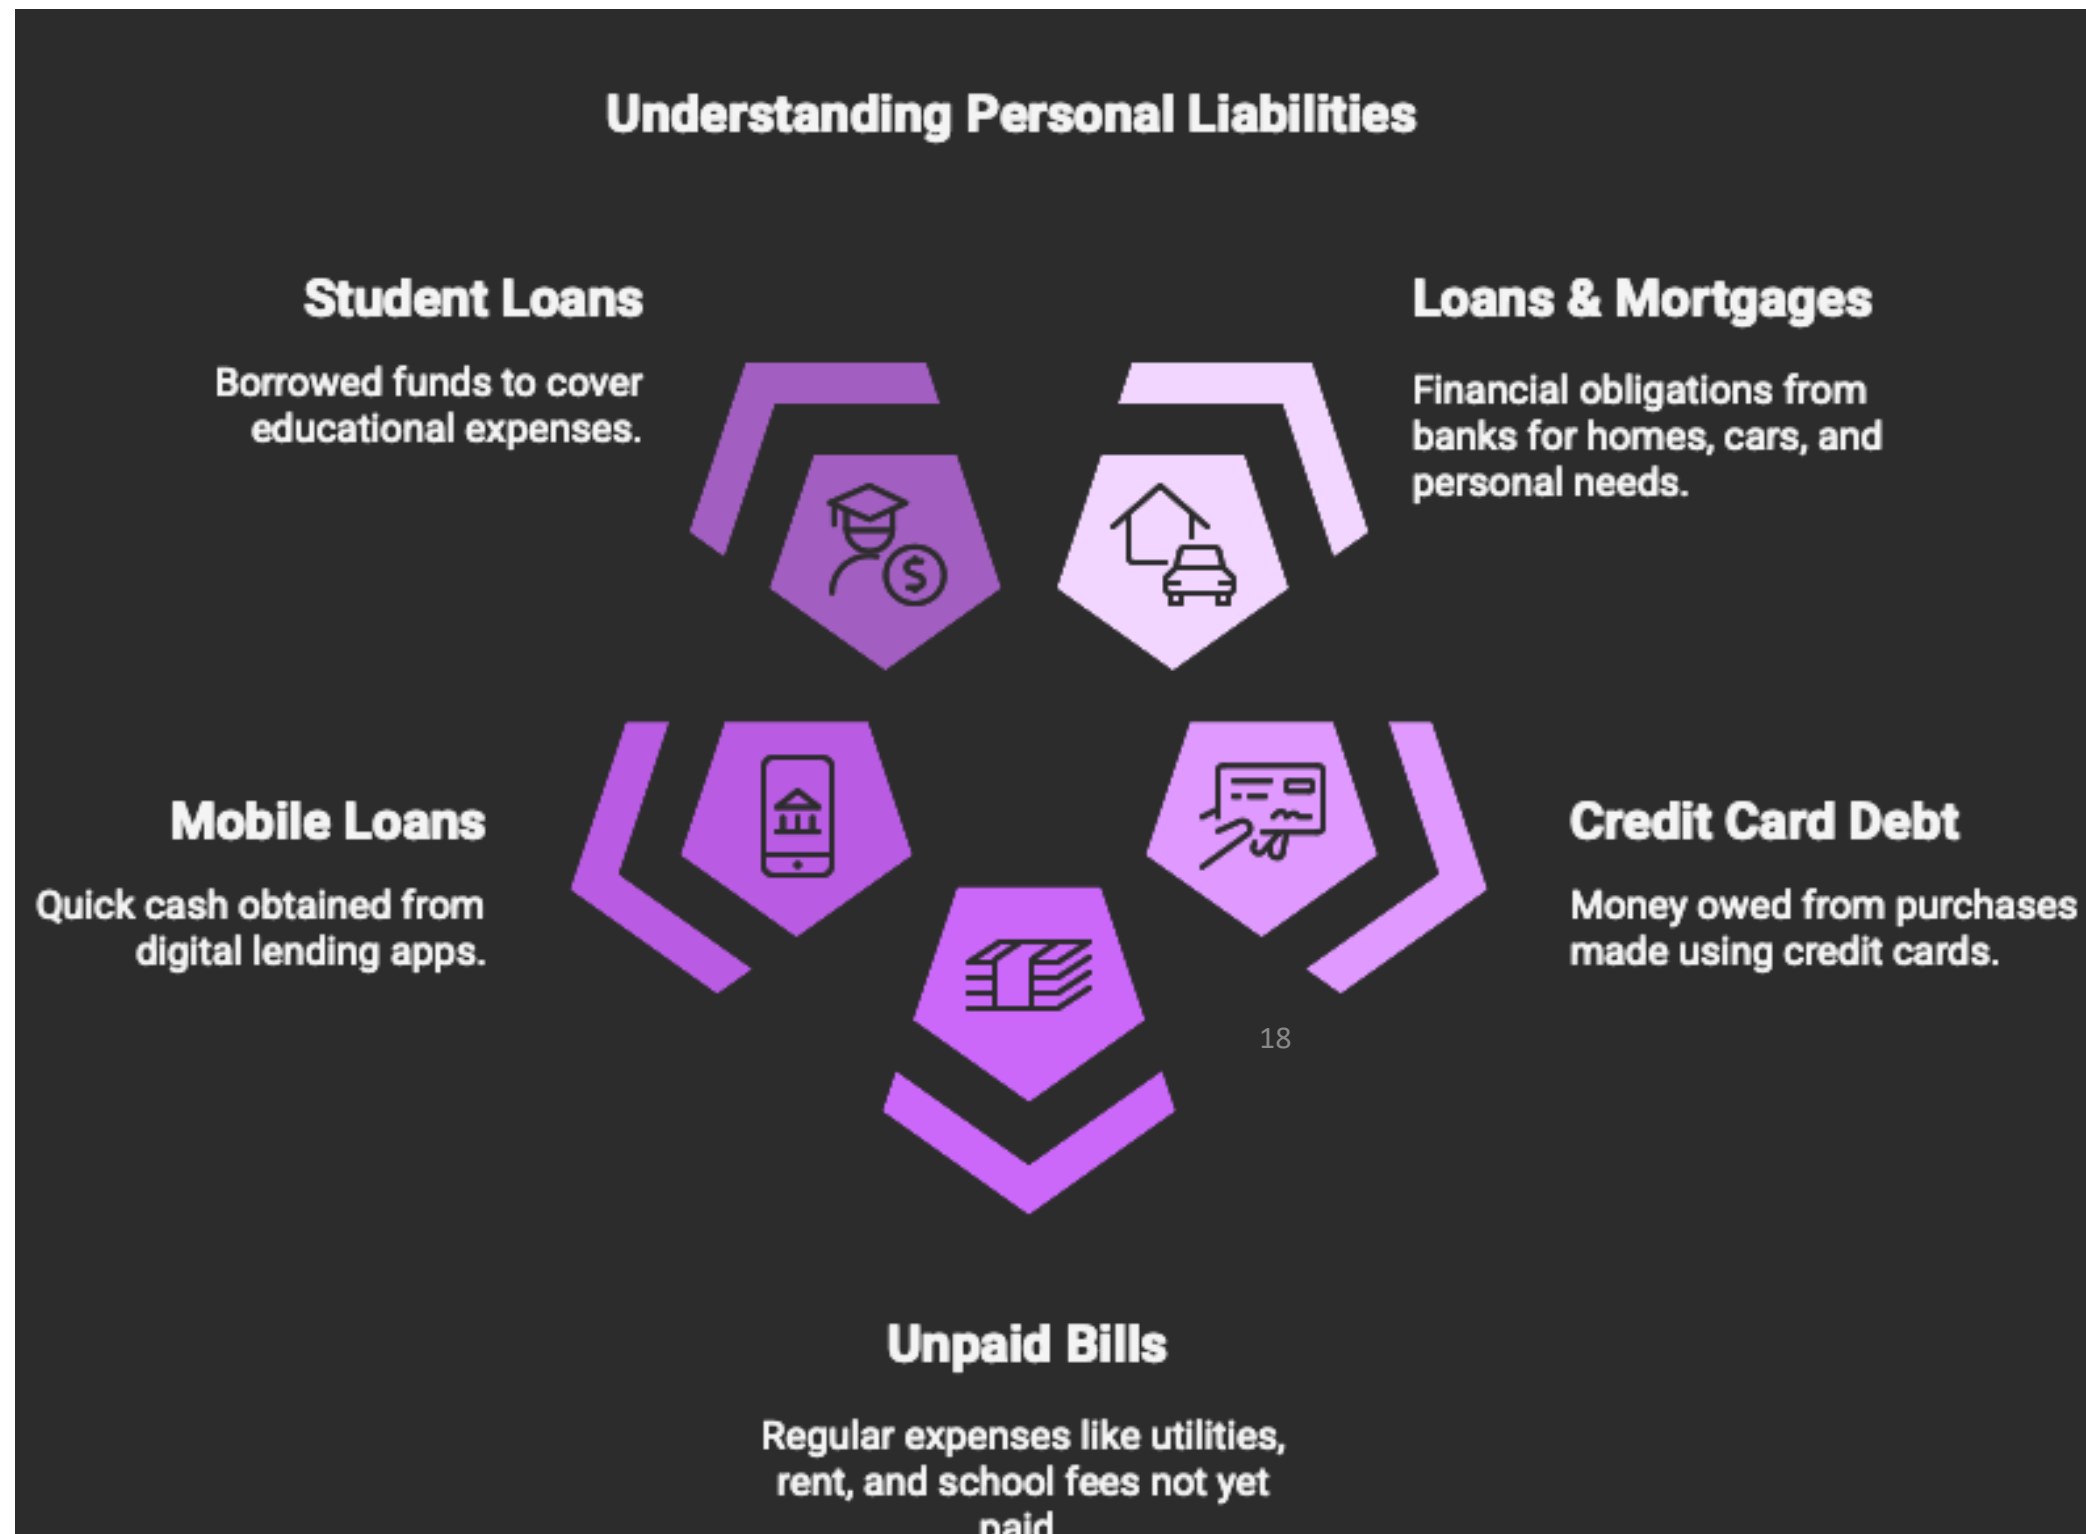 Understanding Personal Liabilities
Student Loans
Borrowed funds to cover
educational expenses.
Loans & Mortgages
Financial obligations from
banks for homes, cars, and
personal needs.
Mobile Loans
Quick cash obtained from
digital lending apps.
Credit Card Debt
Money owed from purchases
made using credit cards.
18
Unpaid Bills
Regular expenses like utilities,
rent, and school fees not yet
paid